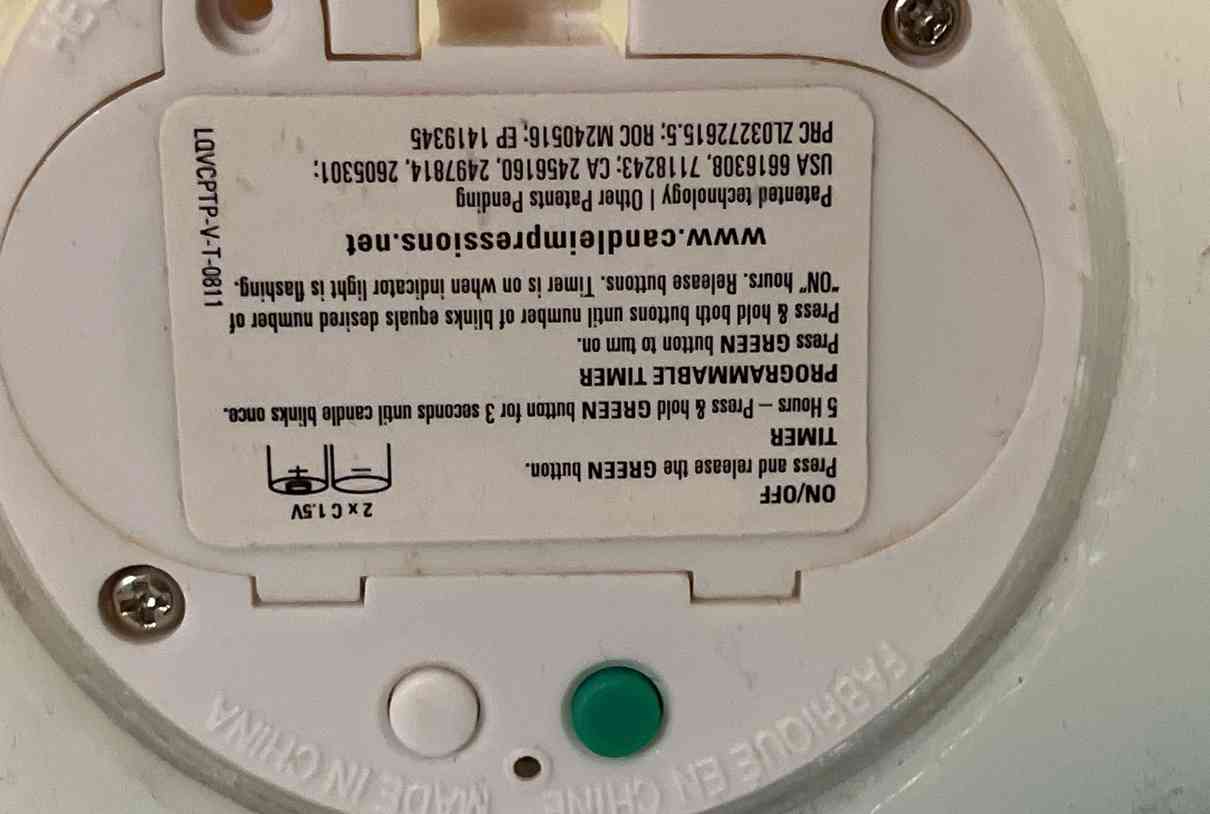 ON/OFF
Press and release the GREEN button.
2 x C 1.5V
TIMER
5 Hours – Press & hold GREEN button for 3 seconds until candle blinks once.
PROGRAMMABLE TIMER
Press GREEN button to turn on.
Press & hold both buttons until number of blinks equals desired number of
"ON" hours. Release buttons. Timer is on when indicator light is flashing.
www.candleimpressions.net
Patented technology | Other Patents Pending
USA 6616308, 7118243; CA 2456160, 2497814, 2605301;
PRC ZL03272615.5; ROC M240516; EP 1419345
LQVCPTP-V-T-0811
FABRIQUE EN CHINE
MADE IN CHINA